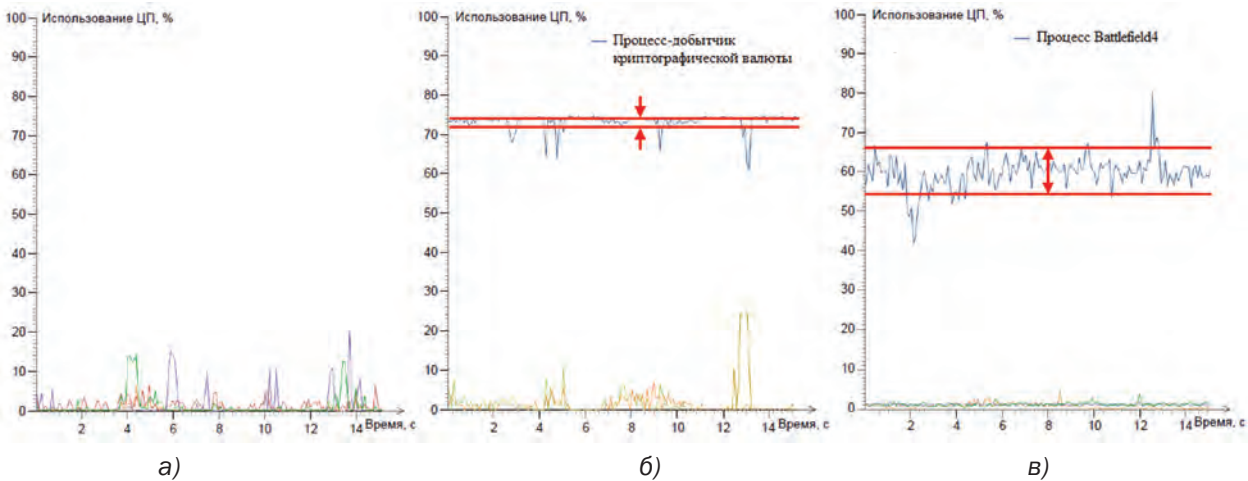 Использование ЦП, %
100
90
80
70
60
50
40
30
20
10
0
2 4 6 8 10 12 14 Время, с
а)
Использование ЦП, %
100
90
80
70
60
50
40
30
20
10
0
Процесс-добытчик
криптографической валюты
2 4 6 8 10 12 14 Время, с
б)
Использование ЦП, %
100
90
80
70
60
50
40
30
20
10
0
Процесс Battlefield4
2 4 6 8 10 12 14 Время, с
в)